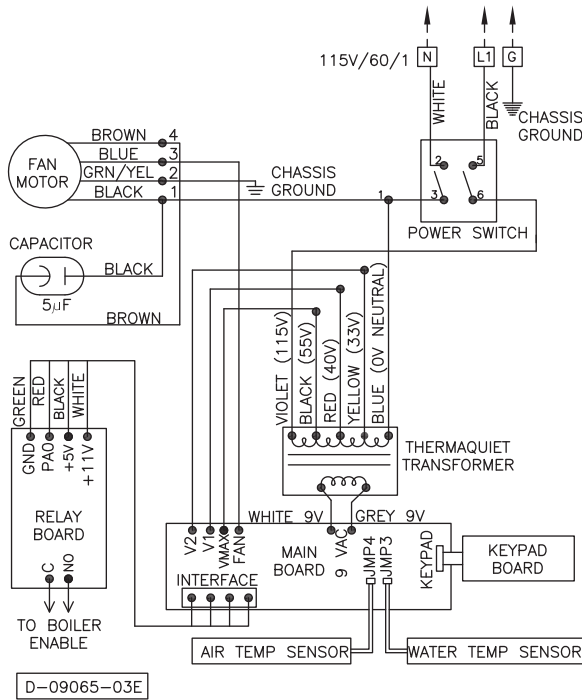 115V/60/1
N
L1
G
WHITE
BLACK
CHASSIS
GROUND
BROWN 4
BLUE 3
GRN/YEL 2
BLACK 1
FAN
MOTOR
CHASSIS
GROUND
1
2
5
3
6
POWER SWITCH
CAPACITOR
5µF
BLACK
BROWN
VIOLET (115V)
BLACK (55V)
RED (40V)
YELLOW (33V)
BLUE (0V NEUTRAL)
THERMAQUIET
TRANSFORMER
GREEN
RED
BLACK
WHITE
GND
PA0
+5V
+11V
RELAY
BOARD
C
NO
TO BOILER
ENABLE
WHITE 9V
GREY 9V
V2
V1
VMAX
FAN
MAIN
BOARD
9 VAC
JMP4
JMP3
KEYPAD
INTERFACE
KEYPAD
BOARD
AIR TEMP SENSOR
WATER TEMP SENSOR
D-09065-03E